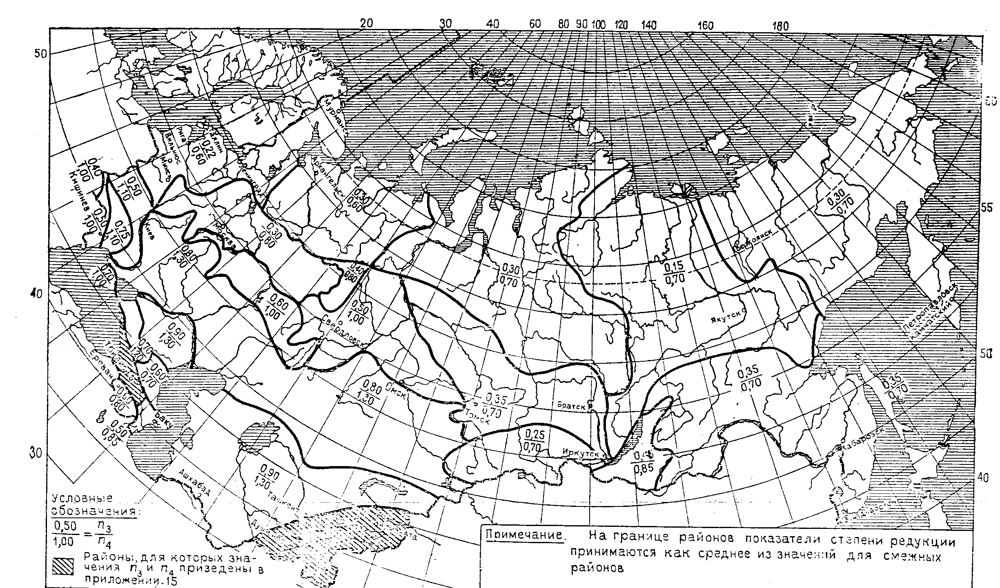 20 30 40 60 80 90 100 120 140 160 180
50
60
Мурманск
Рига
Таллин
Вильнюс
Минск
0,22
0,60
Ленинград
Архангельск
0,40
1,00
Кишинев
0,50
1,10
0,30
0,60
0,30
0,70
55
0,50
1,00
0,75
1,10
Киев
Москва
0,30
0,80
Верхоянск
0,80
1,30
0,70
1,00
0,40
0,80
0,30
0,70
0,15
0,70
40
0,60
1,00
0,50
1,00
Свердловск
Якутск
Петропавловск
Камчатский
0,90
1,30
0,70
1,20
Тбилиси
Ереван
50
0,60
0,70
0,60
0,80
0,80
1,30
Омск
0,35
0,70
Томск
Братск
0,35
0,70
0,35
0,70
Баку
0,50
0,85
0,25
0,70
Иркутск
0,85
Хабаровск
30
40
Ашхабад
0,90
1,30
Ташкент
Условные
обозначения:
0,50 = n3
1,00 n4
Районы, для которых зна-
чения n3 и n4 призедены в
приложении-15
Примечание. На границе районов показатели степени редукции
принимаются как среднее из значений для смежных
районов